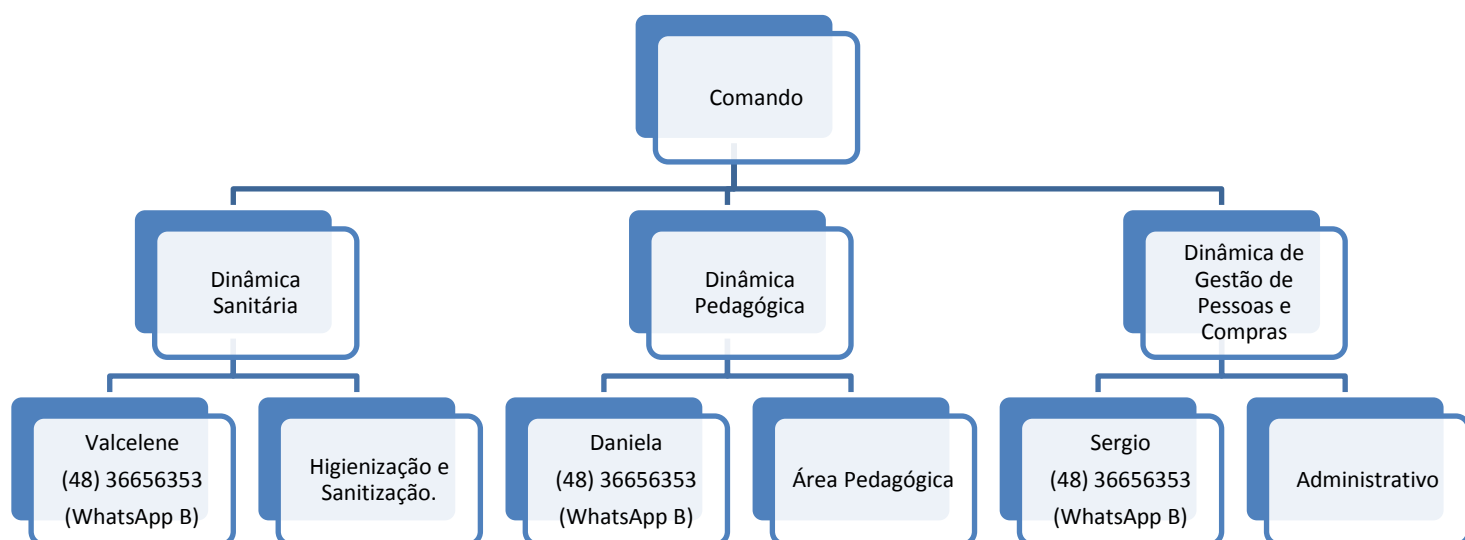 Comando
Dinâmica
Sanitária
Dinâmica
Pedagógica
Dinâmica de
Gestão de
Pessoas e
Compras
Valcelene
(48) 36656353
(WhatsApp B)
Higienização e
Sanitização.
Daniela
(48) 36656353
(WhatsApp B)
Área Pedagógica
Sergio
(48) 36656353
(WhatsApp B)
Administrativo